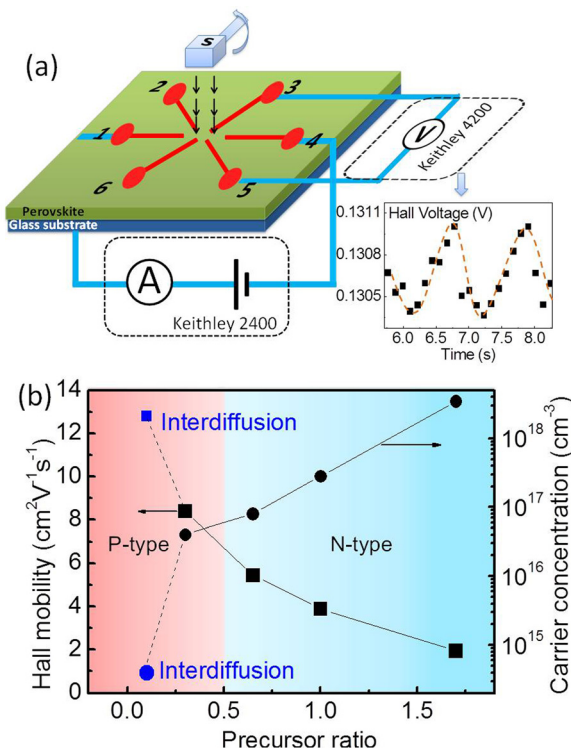 (a)
S
2
3
1
4
6
5
Perovskite
Glass substrate
A
Keithley 2400
V
Keithley 4200
Hall Voltage (V)
0.1311
0.1308
0.1305
6.0 6.5 7.0 7.5 8.0
Time (s)
(b)
14
12
10
8
6
4
2
0
Hall mobility (cm²V⁻¹s⁻¹)
Interdiffusion
P-type
N-type
Interdiffusion
10¹⁸
10¹⁷
10¹⁶
10¹⁵
Carrier concentration (cm⁻³)
0.0 0.5 1.0 1.5
Precursor ratio